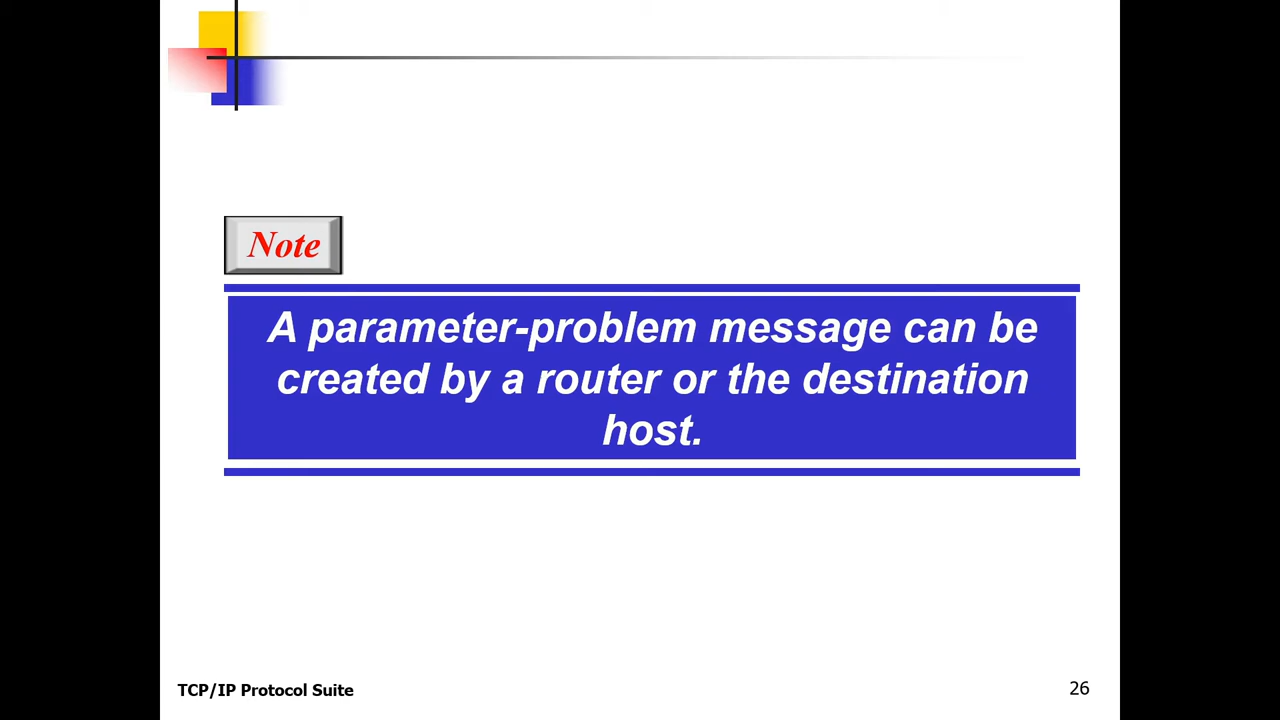 Note
A parameter-problem message can be
created by a router or the destination
host.
TCP/IP Protocol Suite
26